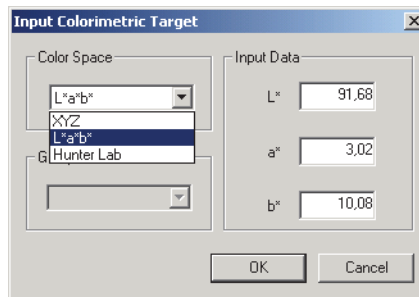 Input Colorimetric Target
Color Space
L*a*b*
XYZ
L*a*b*
Hunter Lab
Input Data
L* 91,68
a* 3,02
b* 10,08
OK Cancel